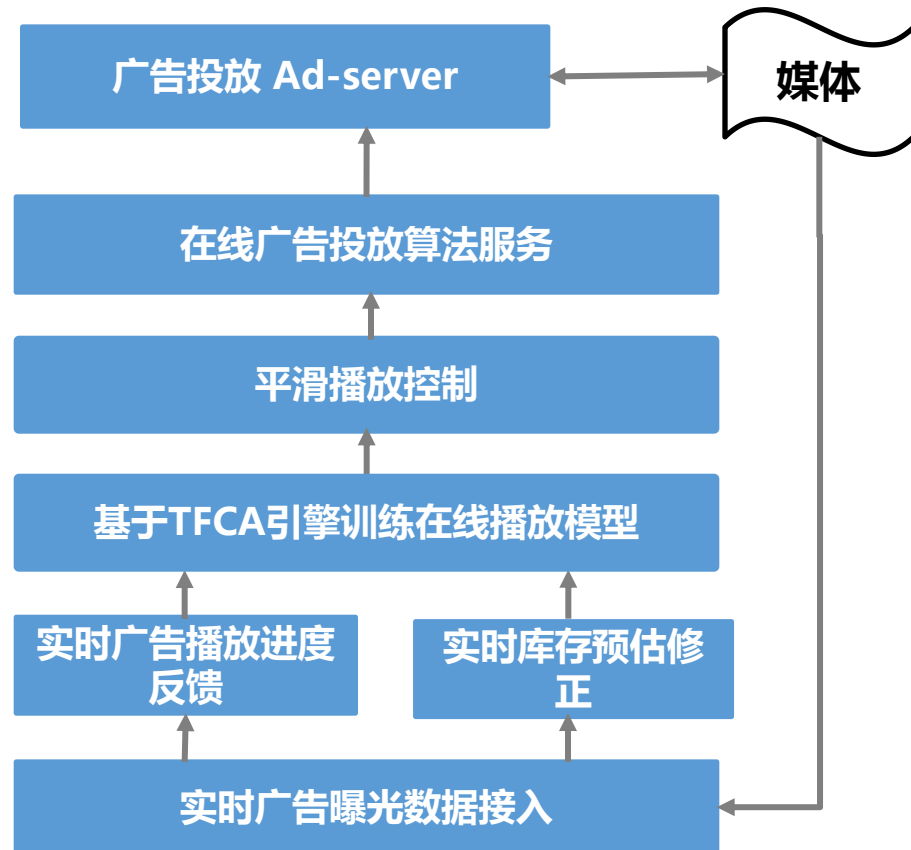 广告投放 Ad-server
媒体
在线广告投放算法服务
平滑播放控制
基于TFCA引擎训练在线播放模型
实时广告播放进度
反馈
实时库存预估修
正
实时广告曝光数据接入